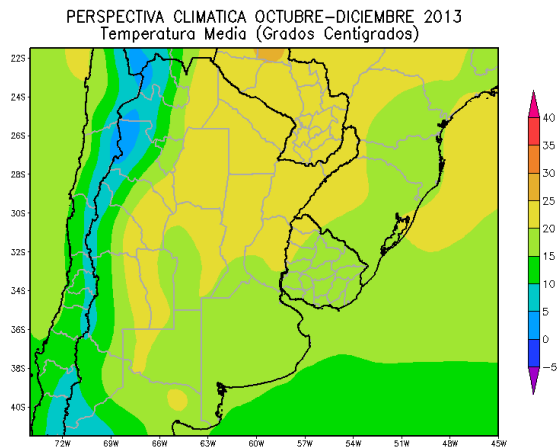 PERSPECTIVA CLIMATICA OCTUBRE-DICIEMBRE 2013
Temperatura Media (Grados Centígrados)
22S
24S
26S
28S
30S
32S
34S
36S
38S
40S
72W 69W 66W 63W 60W 57W 54W 51W 48W 45W
40
35
30
25
20
15
10
5
0
-5